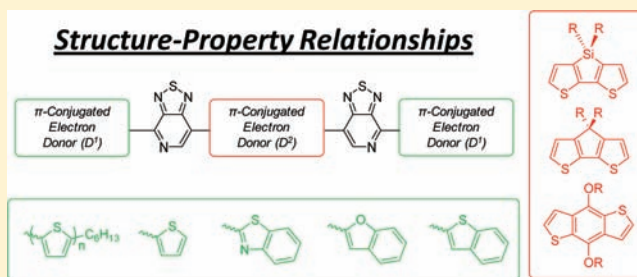 Structure-Property Relationships
π-Conjugated
Electron
Donor (D¹)
N S N
N
π-Conjugated
Electron
Donor (D²)
N S N
N
π-Conjugated
Electron
Donor (D¹)
S
C₆H₁₃
n
S
S
N
O
S
R R
Si
S S
R R
S S
OR
S
S
OR